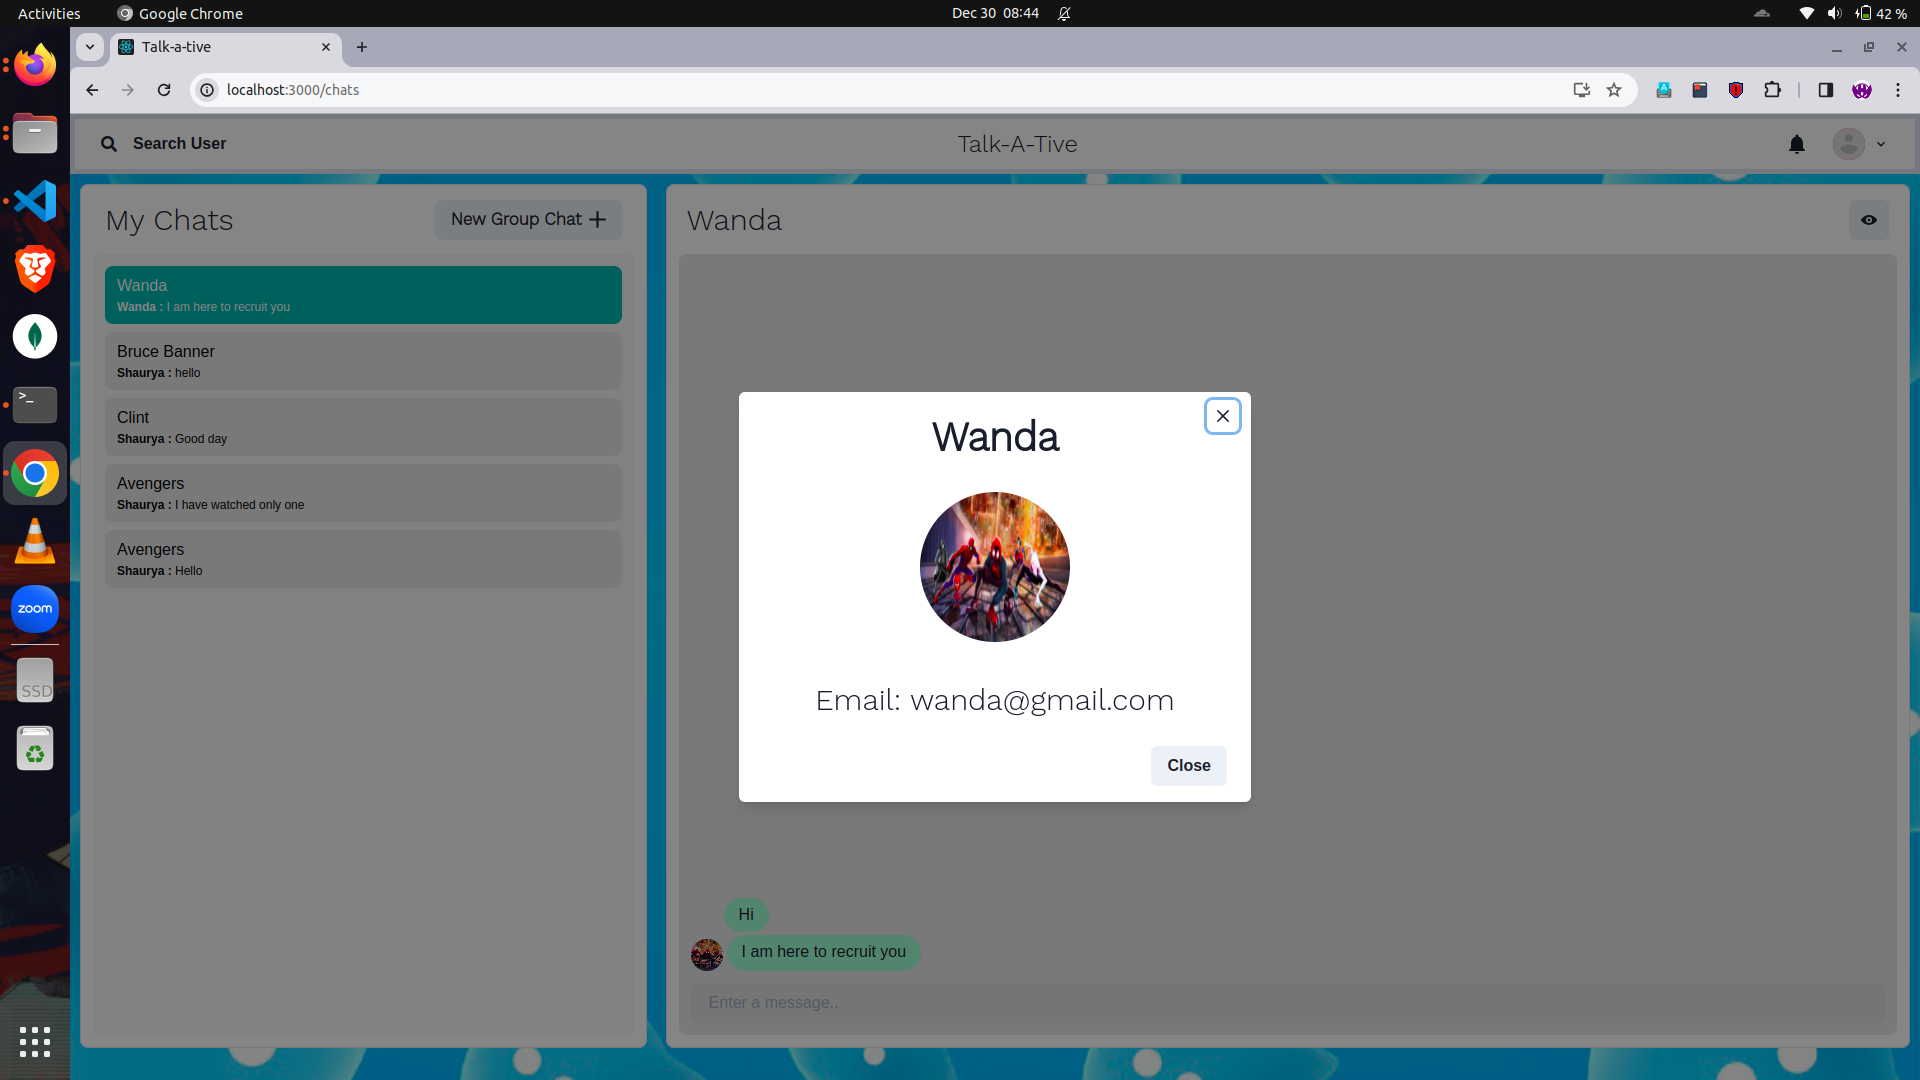 Activities Google Chrome Dec 30 08:44 42 %
Talk-a-tive
localhost:3000/chats
Search User Talk-A-Tive
My Chats New Group Chat
Wanda
Wanda : I am here to recruit you
Bruce Banner
Shaurya : hello
Clint
Shaurya : Good day
Avengers
Shaurya : I have watched only one
Avengers
Shaurya : Hello
Wanda
Wanda
Email: wanda@gmail.com
Close
Hi
I am here to recruit you
Enter a message..
>_
zoom
SSD